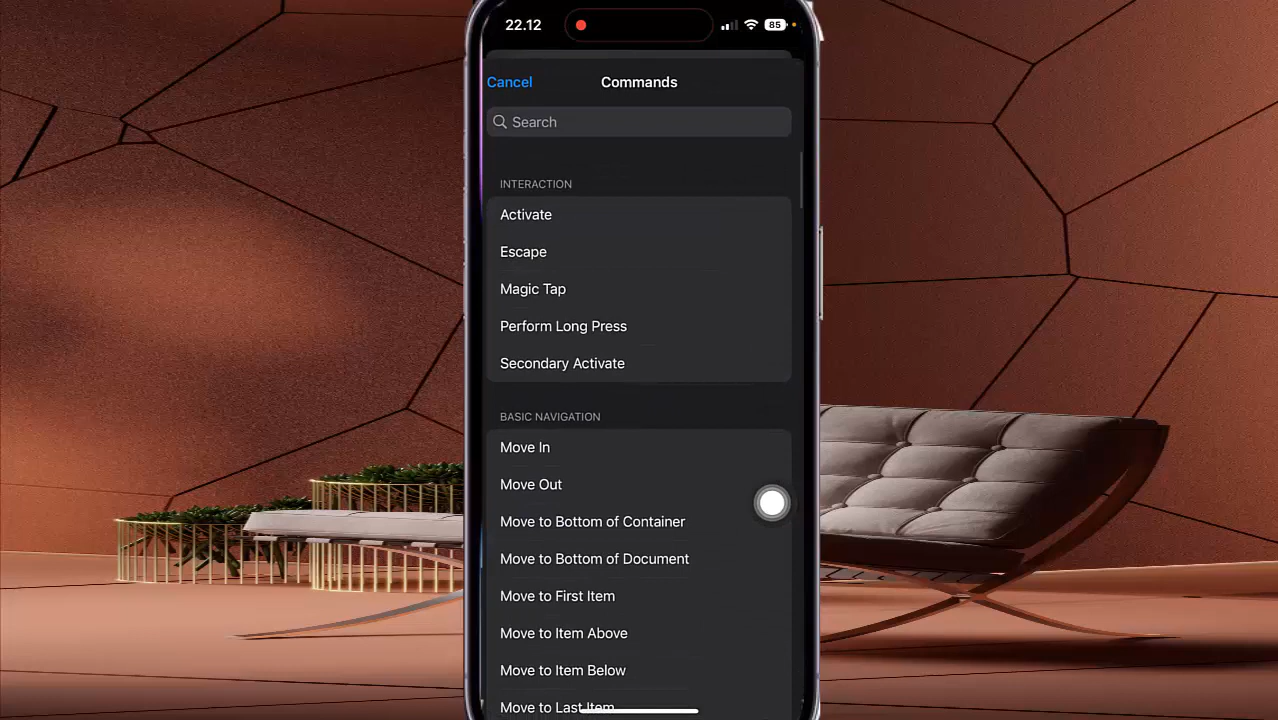 22.12
85
Cancel
Commands
Search
INTERACTION
Activate
Escape
Magic Tap
Perform Long Press
Secondary Activate
BASIC NAVIGATION
Move In
Move Out
Move to Bottom of Container
Move to Bottom of Document
Move to First Item
Move to Item Above
Move to Item Below
Move to Last Item